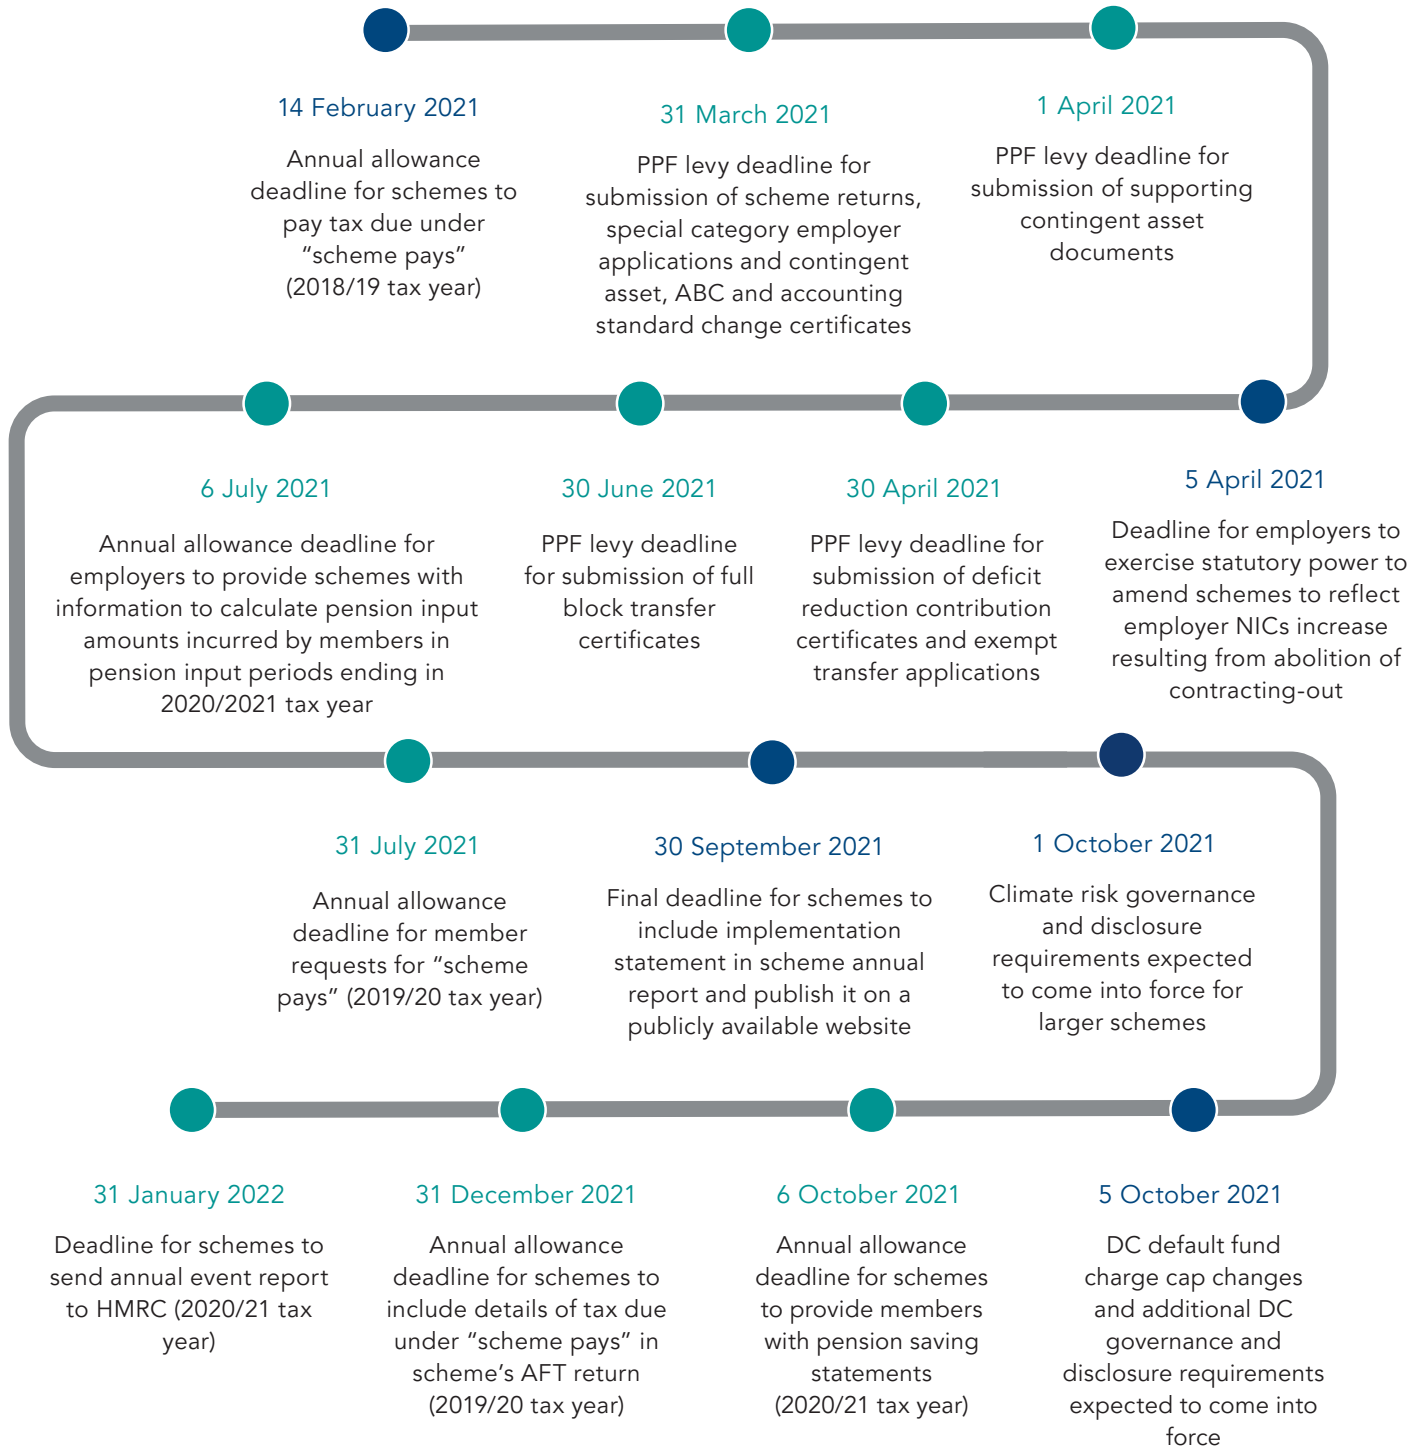 14 February 2021
Annual allowance
deadline for schemes to
pay tax due under
“scheme pays”
(2018/19 tax year)
31 March 2021
PPF levy deadline for
submission of scheme returns,
special category employer
applications and contingent
asset, ABC and accounting
standard change certificates
1 April 2021
PPF levy deadline for
submission of supporting
contingent asset
documents
5 April 2021
Deadline for employers to
exercise statutory power to
amend schemes to reflect
employer NICs increase
resulting from abolition of
contracting-out
30 April 2021
PPF levy deadline for
submission of deficit
reduction contribution
certificates and exempt
transfer applications
30 June 2021
PPF levy deadline
for submission of full
block transfer
certificates
6 July 2021
Annual allowance deadline for
employers to provide schemes with
information to calculate pension input
amounts incurred by members in
pension input periods ending in
2020/2021 tax year
31 July 2021
Annual allowance
deadline for member
requests for “scheme
pays” (2019/20 tax year)
30 September 2021
Final deadline for schemes to
include implementation
statement in scheme annual
report and publish it on a
publicly available website
1 October 2021
Climate risk governance
and disclosure
requirements expected
to come into force for
larger schemes
5 October 2021
DC default fund
charge cap changes
and additional DC
governance and
disclosure requirements
expected to come into
force
6 October 2021
Annual allowance
deadline for schemes
to provide members
with pension saving
statements
(2020/21 tax year)
31 December 2021
Annual allowance
deadline for schemes to
include details of tax due
under “scheme pays” in
scheme’s AFT return
(2019/20 tax year)
31 January 2022
Deadline for schemes to
send annual event report
to HMRC (2020/21 tax
year)